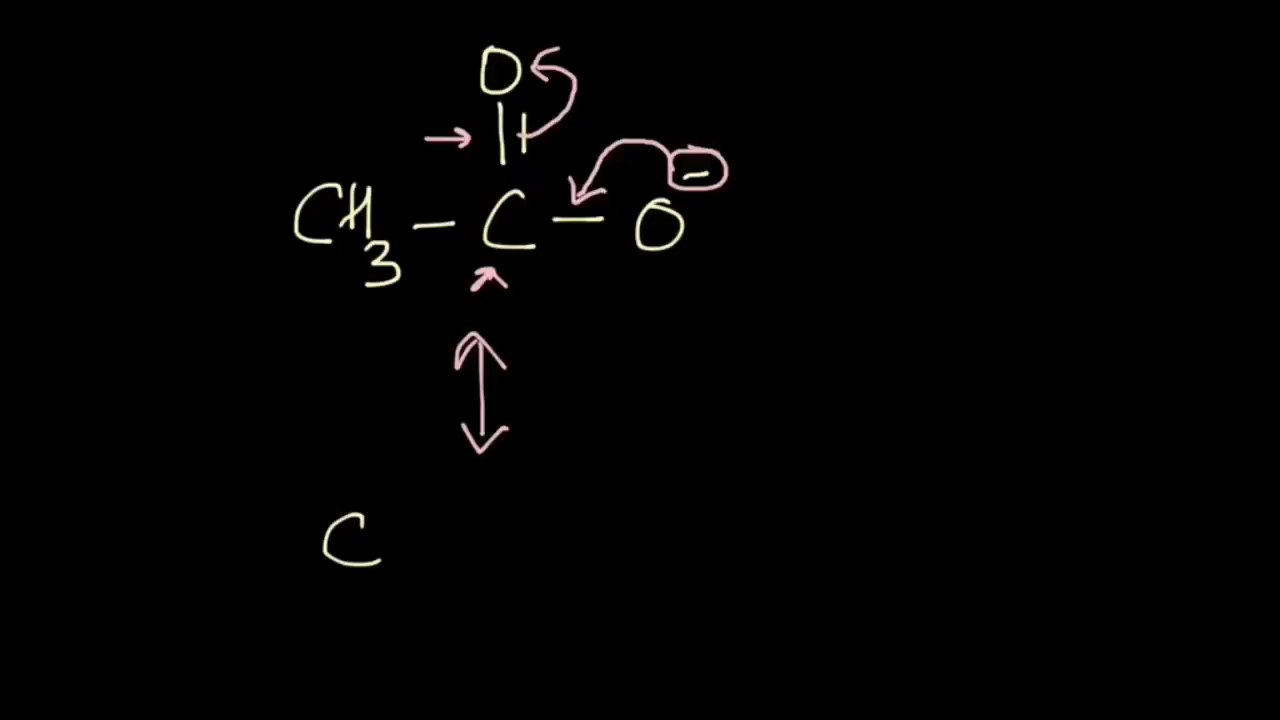 O
||
CH₃ – C – O⁻
C